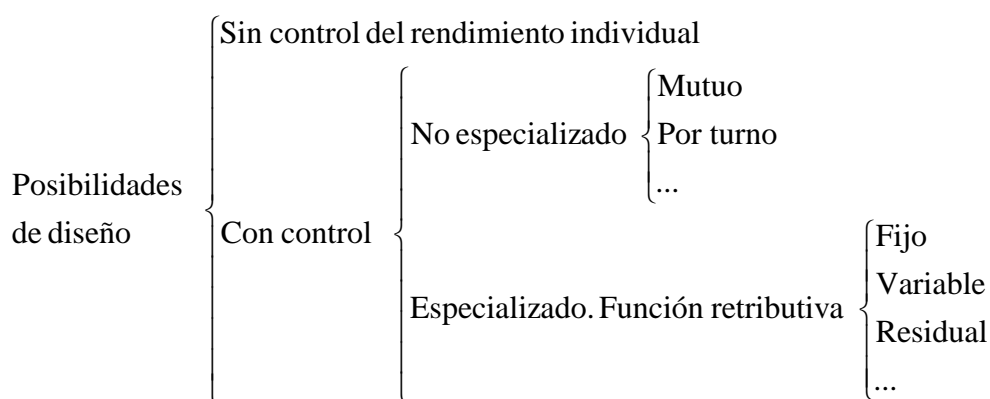 Posibilidades
de diseño
Sin control del rendimiento individual
Con control
No especializado
Mutuo
Por turno
...
Especializado. Función retributiva
Fijo
Variable
Residual
...